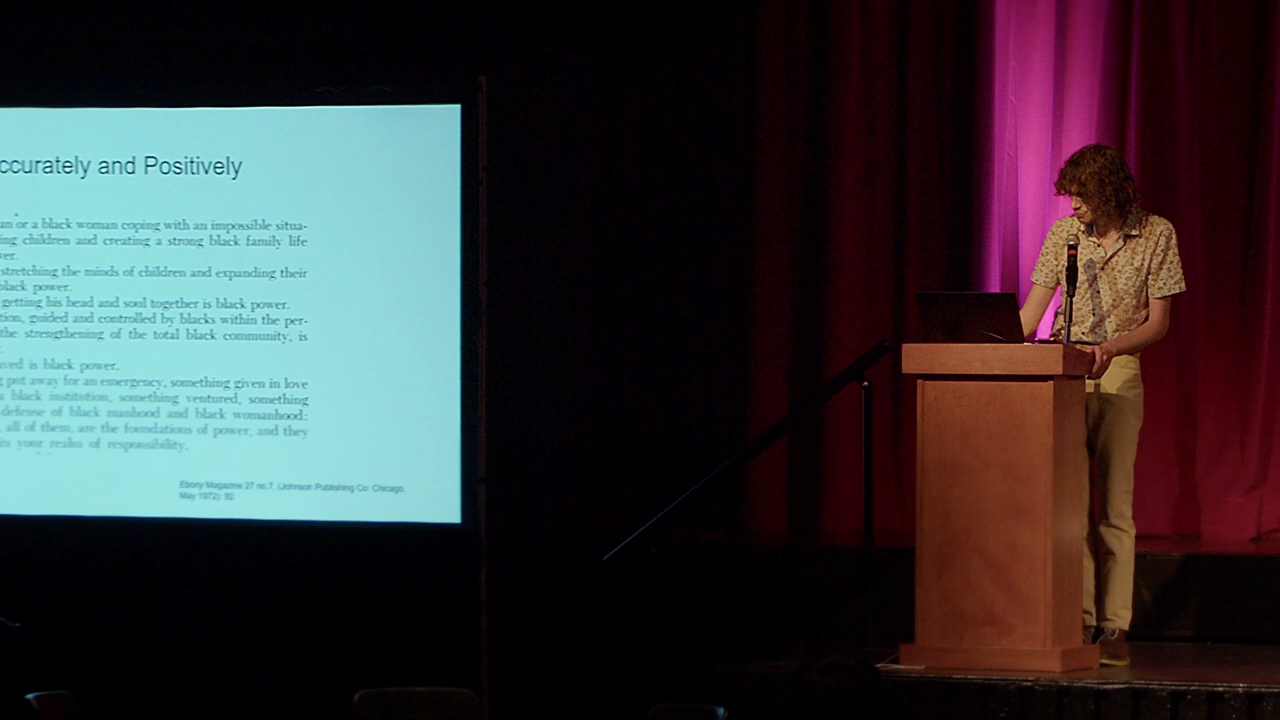 ccurately and Positively
an or a black woman coping with an impossible situa-
ing children and creating a strong black family life
ver.
stretching the minds of children and expanding their
black power.
getting his head and soul together is black power.
tion, guided and controlled by blacks within the per-
the strengthening of the total black community, is
ved is black power.
g put away for an emergency, something given in love
a black institution, something ventured, something
defense of black manhood and black womanhood:
, all of them, are the foundations of power, and they
in your realm of responsibility.
Ebony Magazine 27 no.7. (Johnson Publishing Co. Chicago,
May 1972): 92.